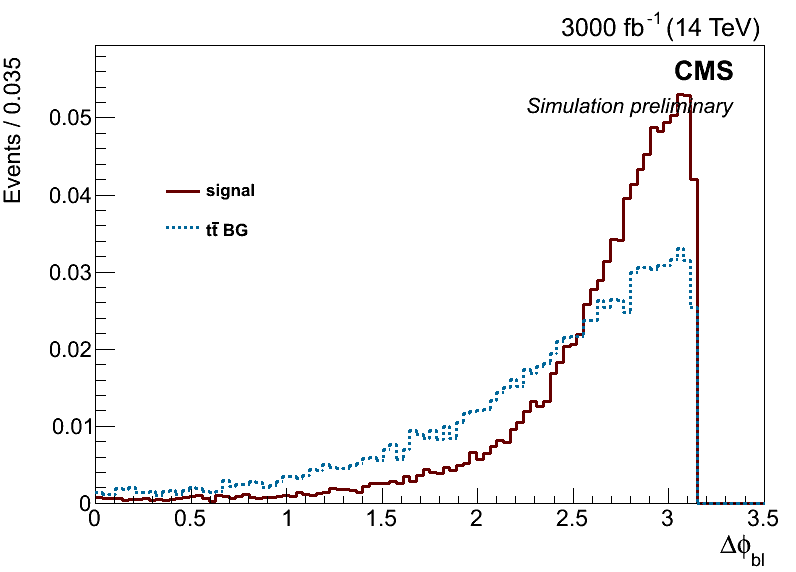 3000 fb⁻¹ (14 TeV)
CMS
Simulation preliminary
Events / 0.035
0.05
0.04
0.03
0.02
0.01
0
signal
tt̄ BG
0 0.5 1 1.5 2 2.5 3 3.5
Δϕ_bl